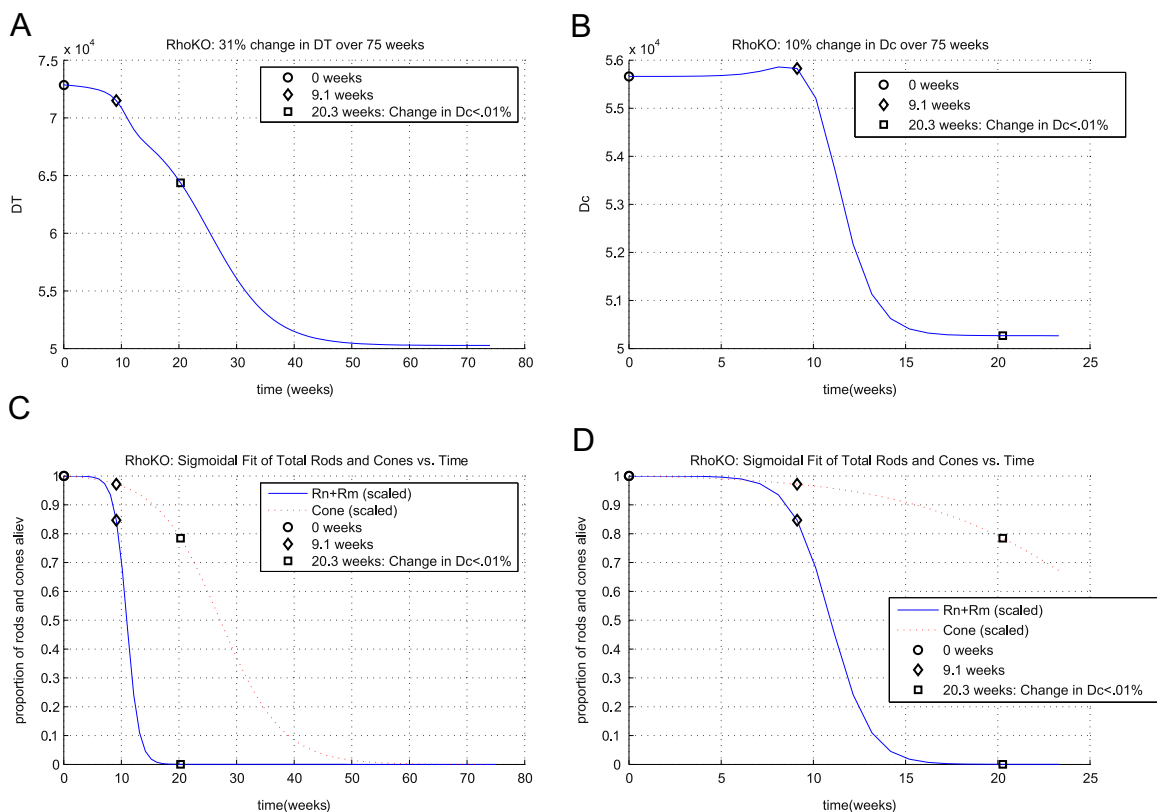 A
x 10⁴
RhoKO: 31% change in DT over 75 weeks
7.5
7
6.5
6
5.5
5
DT
0 weeks
9.1 weeks
20.3 weeks: Change in Dc<.01%
0 10 20 30 40 50 60 70 80
time (weeks)
B
x 10⁴
RhoKO: 10% change in Dc over 75 weeks
5.6
5.5
5.4
5.3
5.2
5.1
5
Dc
0 weeks
9.1 weeks
20.3 weeks: Change in Dc<.01%
0 5 10 15 20 25
time(weeks)
C
RhoKO: Sigmoidal Fit of Total Rods and Cones vs. Time
1
0.9
0.8
0.7
0.6
0.5
0.4
0.3
0.2
0.1
0
proportion of rods and cones aliev
Rn+Rm (scaled)
Cone (scaled)
0 weeks
9.1 weeks
20.3 weeks: Change in Dc<.01%
0 10 20 30 40 50 60 70 80
time(weeks)
D
RhoKO: Sigmoidal Fit of Total Rods and Cones vs. Time
1
0.9
0.8
0.7
0.6
0.5
0.4
0.3
0.2
0.1
0
proportion of rods and cones aliev
Rn+Rm (scaled)
Cone (scaled)
0 weeks
9.1 weeks
20.3 weeks: Change in Dc<.01%
0 5 10 15 20 25
time(weeks)